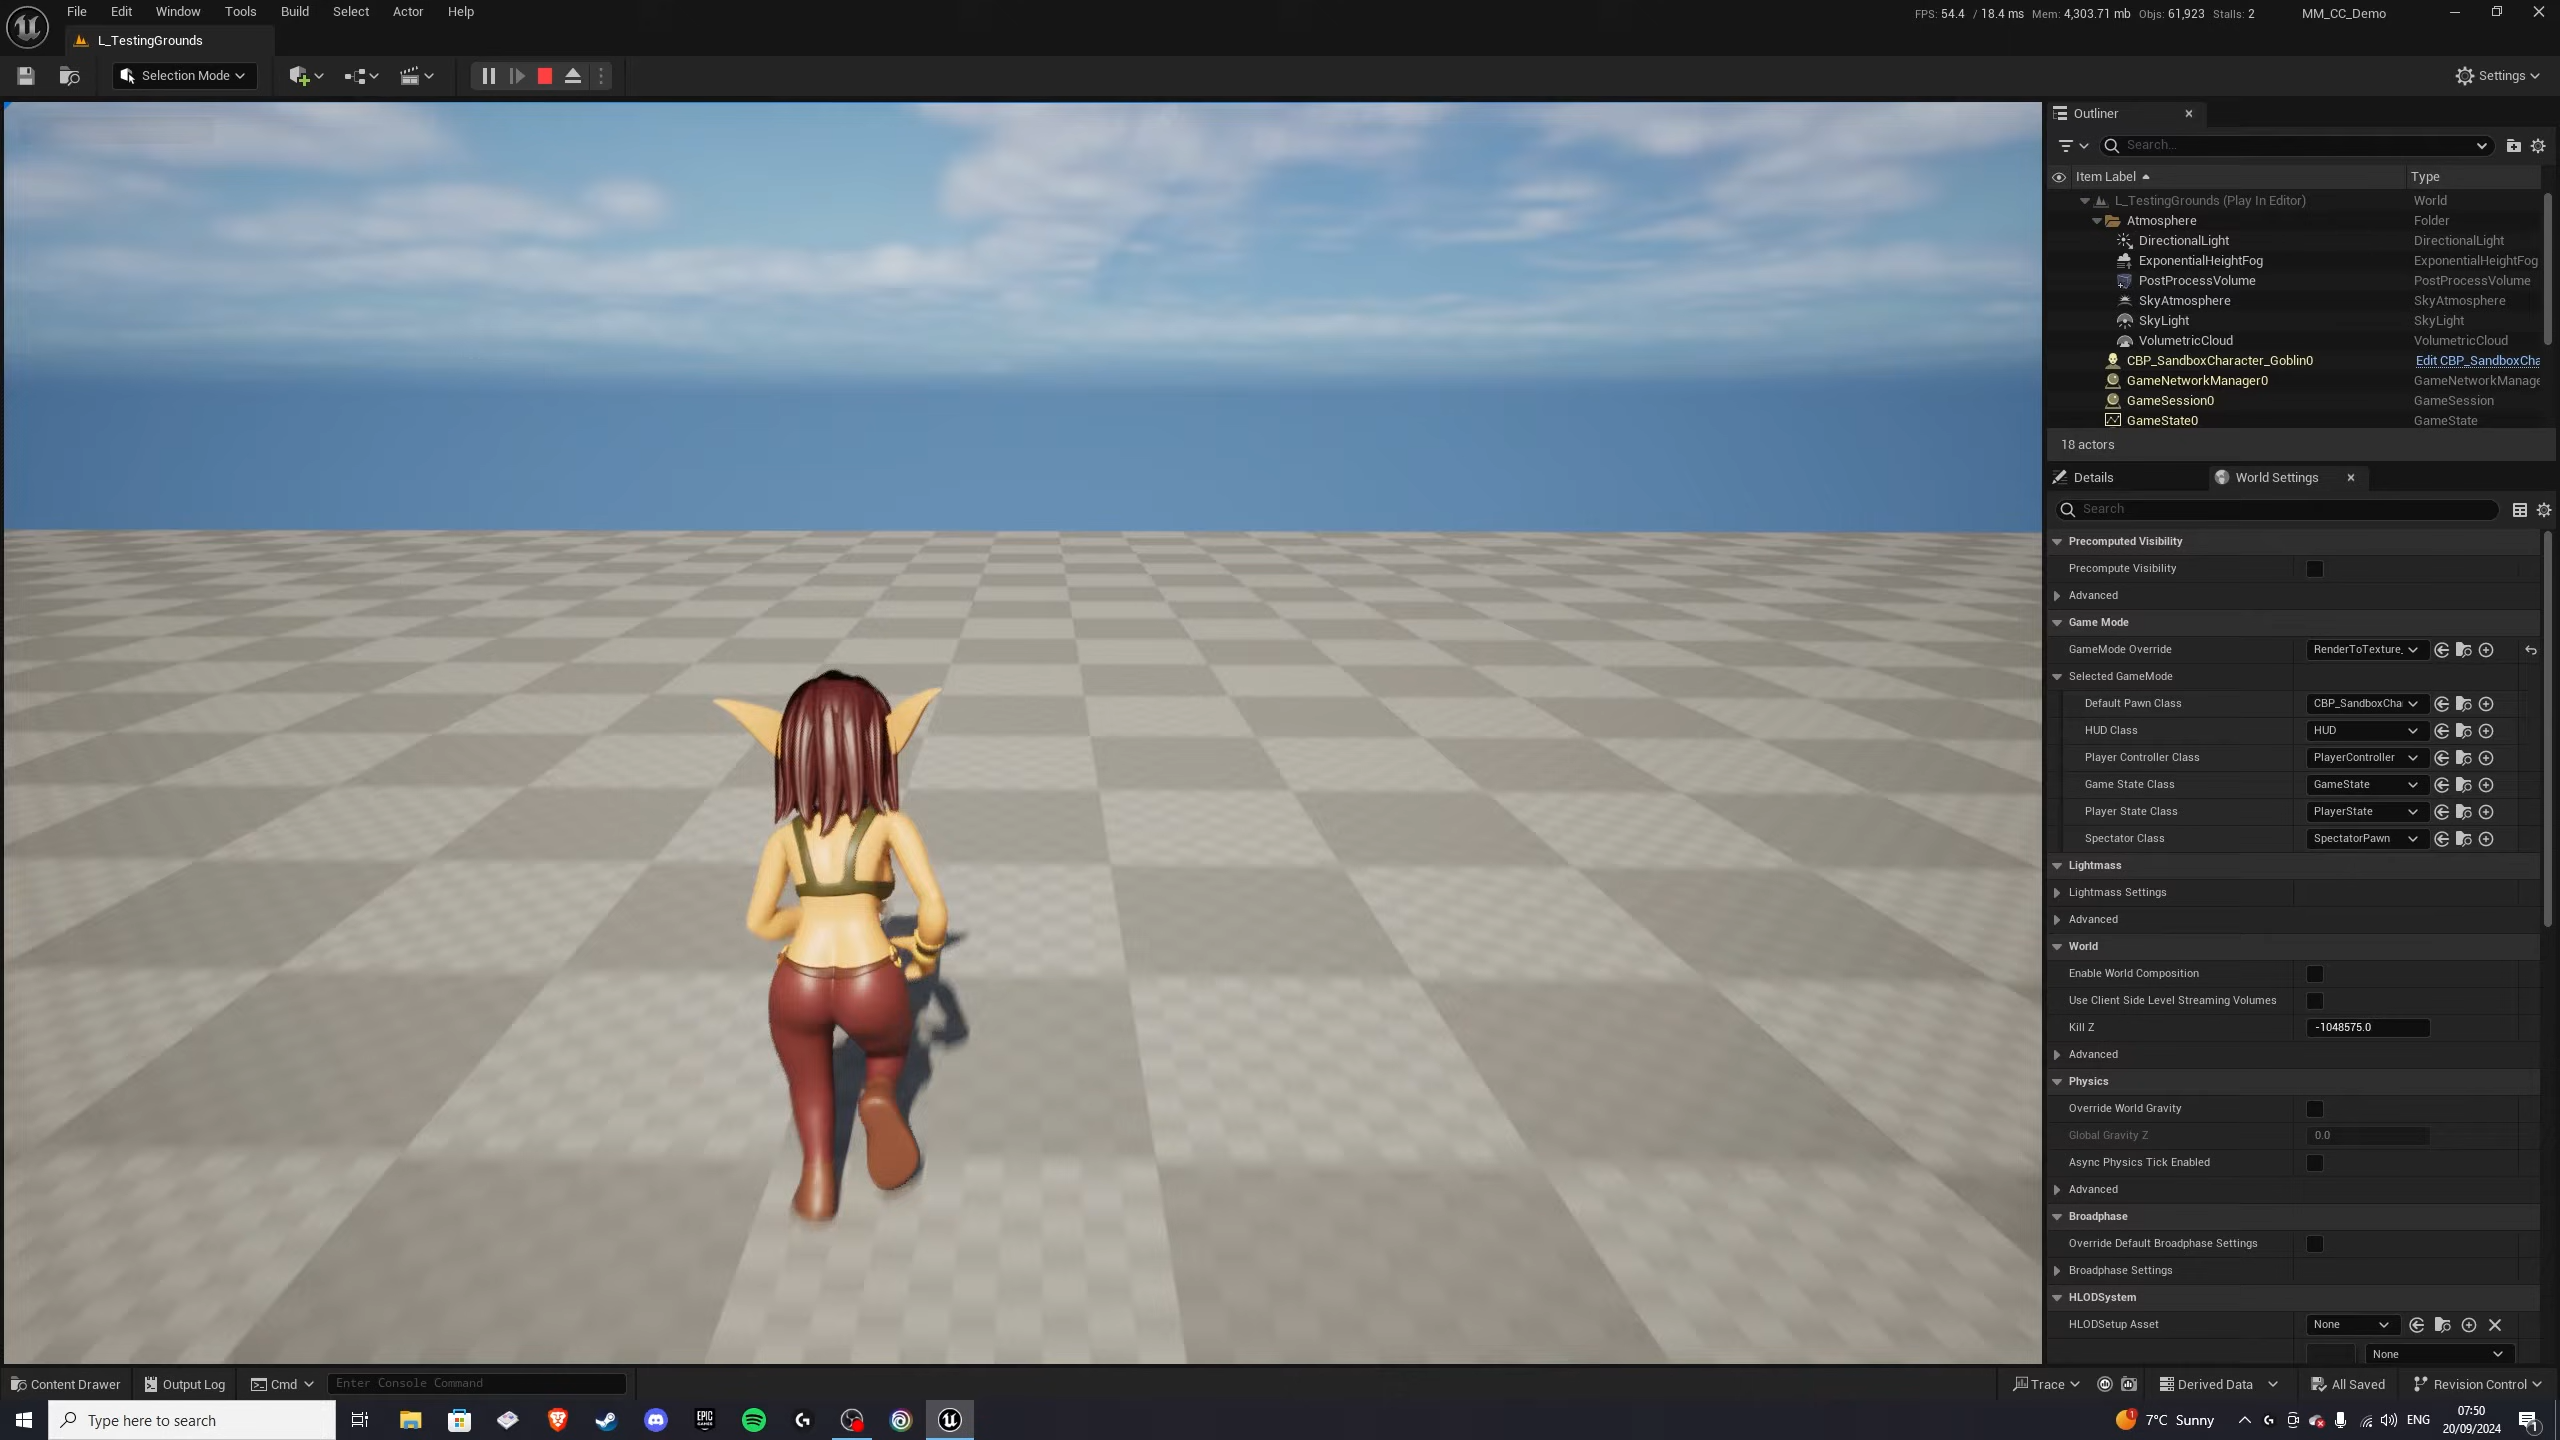 File Edit Window Tools Build Select Actor Help
FPS: 54.4 / 18.4 ms Mem: 4,303.71 mb Objs: 61,923 Stalls: 2
MM_CC_Demo
L_TestingGrounds
Selection Mode
Settings
Outliner
Search...
Item Label Type
L_TestingGrounds (Play In Editor) World
Atmosphere Folder
DirectionalLight DirectionalLight
ExponentialHeightFog ExponentialHeightFog
PostProcessVolume PostProcessVolume
SkyAtmosphere SkyAtmosphere
SkyLight SkyLight
VolumetricCloud VolumetricCloud
CBP_SandboxCharacter_Goblin0 Edit CBP_SandboxCha
GameNetworkManager0 GameNetworkManage
GameSession0 GameSession
GameState0 GameState
18 actors
Details World Settings
Search
Precomputed Visibility
Precompute Visibility
Advanced
Game Mode
GameMode Override RenderToTexture_
Selected GameMode
Default Pawn Class CBP_SandboxCha
HUD Class HUD
Player Controller Class PlayerController
Game State Class GameState
Player State Class PlayerState
Spectator Class SpectatorPawn
Lightmass
Lightmass Settings
Advanced
World
Enable World Composition
Use Client Side Level Streaming Volumes
Kill Z -1048575.0
Advanced
Physics
Override World Gravity
Global Gravity Z 0.0
Async Physics Tick Enabled
Advanced
Broadphase
Override Default Broadphase Settings
Broadphase Settings
HLODSystem
HLODSetup Asset None
None
Content Drawer Output Log Cmd Enter Console Command
Trace Derived Data All Saved Revision Control
Type here to search
EPIC GAMES
7°C Sunny
ENG
07:50
20/09/2024
1